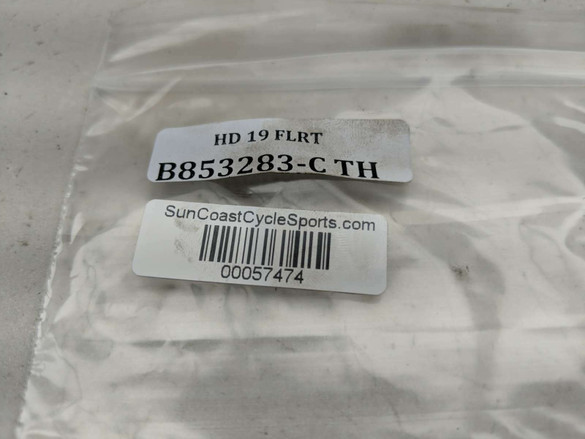 HD 19 FLRT
B853283-C TH
SunCoastCycleSports.com
00057474